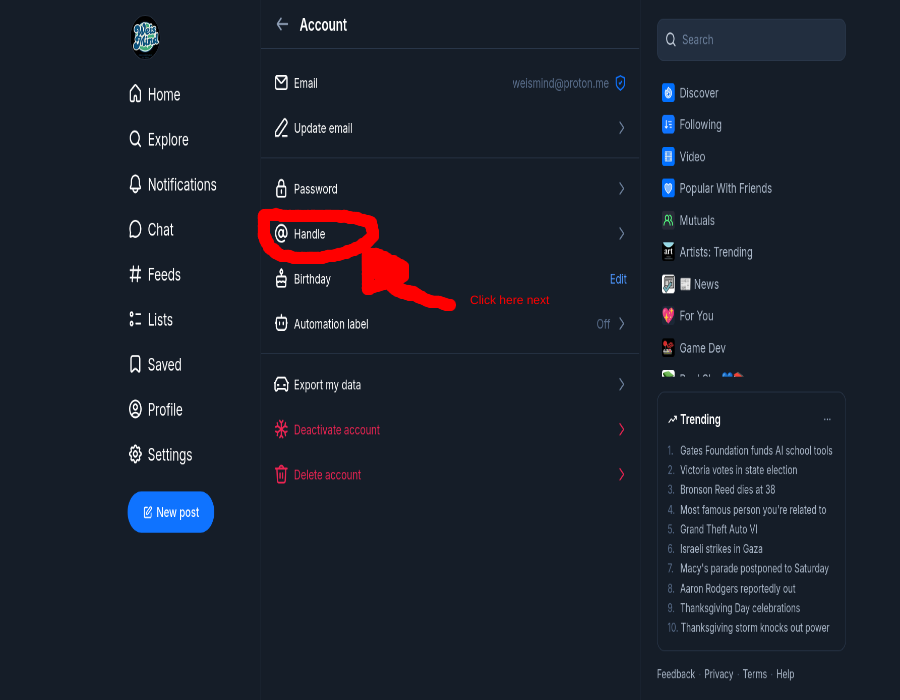 Weis
Mind
Home
Explore
Notifications
Chat
Feeds
Lists
Saved
Profile
Settings
New post
Account
Email weismind@proton.me
Update email
Password
@ Handle
Birthday Edit
Click here next
Automation label Off
Export my data
Deactivate account
Delete account
Search
Discover
Following
Video
Popular With Friends
Mutuals
art Artists: Trending
📰 News
For You
Game Dev
Trending ...
1. Gates Foundation funds AI school tools
2. Victoria votes in state election
3. Bronson Reed dies at 38
4. Most famous person you're related to
5. Grand Theft Auto VI
6. Israeli strikes in Gaza
7. Macy's parade postponed to Saturday
8. Aaron Rodgers reportedly out
9. Thanksgiving Day celebrations
10. Thanksgiving storm knocks out power
Feedback · Privacy · Terms · Help